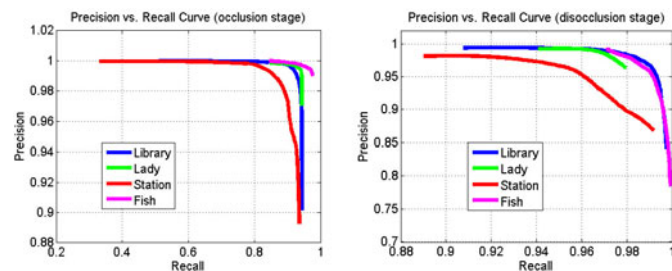 Precision vs. Recall Curve (occlusion stage)
1.02
1
0.98
0.96
0.94
0.92
0.9
0.88
Precision
Library
Lady
Station
Fish
0.2
0.4
0.6
0.8
1
Recall
Precision vs. Recall Curve (disocclusion stage)
1
0.95
0.9
0.85
0.8
0.75
0.7
Precision
Library
Lady
Station
Fish
0.88
0.9
0.92
0.94
0.96
0.98
1
Recall